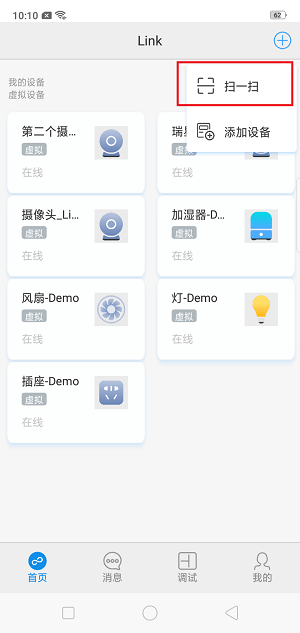 10:10
62
Link
扫一扫
添加设备
我的设备
虚拟设备
第二个摄...
虚拟
在线
摄像头_Li...
虚拟
在线
加湿器-D...
虚拟
在线
风扇-Demo
虚拟
在线
灯-Demo
虚拟
在线
插座-Demo
虚拟
在线
虚拟
在线
首页
消息
调试
我的